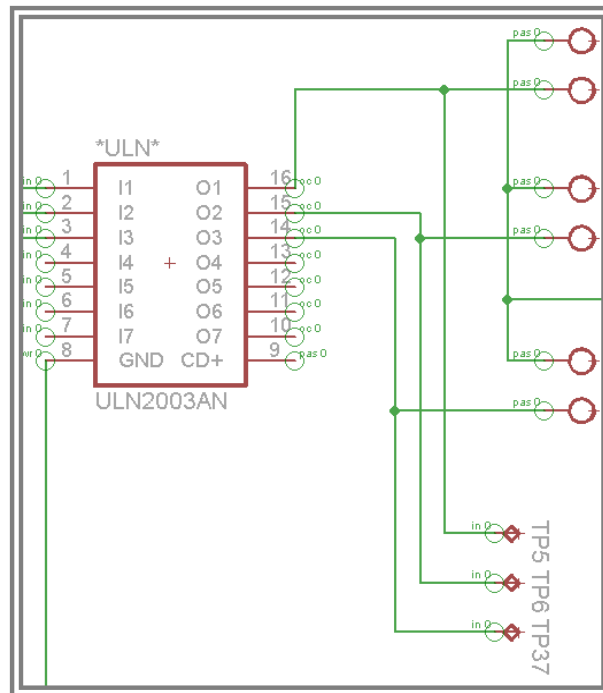 pas 0
pas 0
*ULN*
in 0 1 I1 O1 16 oc 0
in 0 2 I2 O2 15 oc 0
in 0 3 I3 O3 14 oc 0
in 0 4 I4 O4 13 oc 0
in 0 5 I5 O5 12 oc 0
in 0 6 I6 O6 11 oc 0
in 0 7 I7 O7 10 oc 0
8 GND CD+ 9 pas 0
ULN2003AN
pas 0
pas 0
pas 0
pas 0
in 0
in 0
in 0
TP5 TP6 TP37